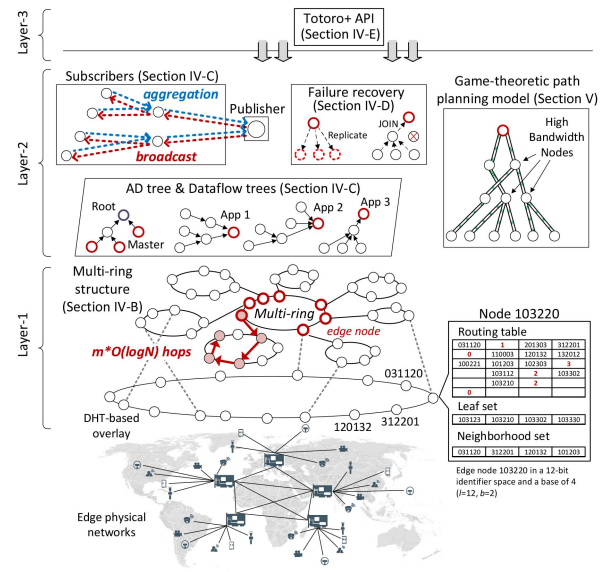 Layer-3
Totoro+ API
(Section IV-E)
Layer-2
Subscribers (Section IV-C)
aggregation
broadcast
Publisher
Failure recovery
(Section IV-D)
Replicate
JOIN
Game-theoretic path
planning model (Section V)
High
Bandwidth
Nodes
AD tree & Dataflow trees (Section IV-C)
Root
Master
App 1
App 2
App 3
Layer-1
Multi-ring
structure
(Section IV-B)
Multi-ring
edge node
m*O(logN) hops
031120
312201
120132
DHT-based
overlay
Edge physical
networks
Node 103220
Routing table
031120 1 201303 312201
0 110003 120132 132012
100221 101203 102303 3
103112 2 103302
103210 2
0
Leaf set
103123 103210 103302 103330
Neighborhood set
031120 312201 120132 101203
Edge node 103220 in a 12-bit
identifier space and a base of 4
(l=12, b=2)